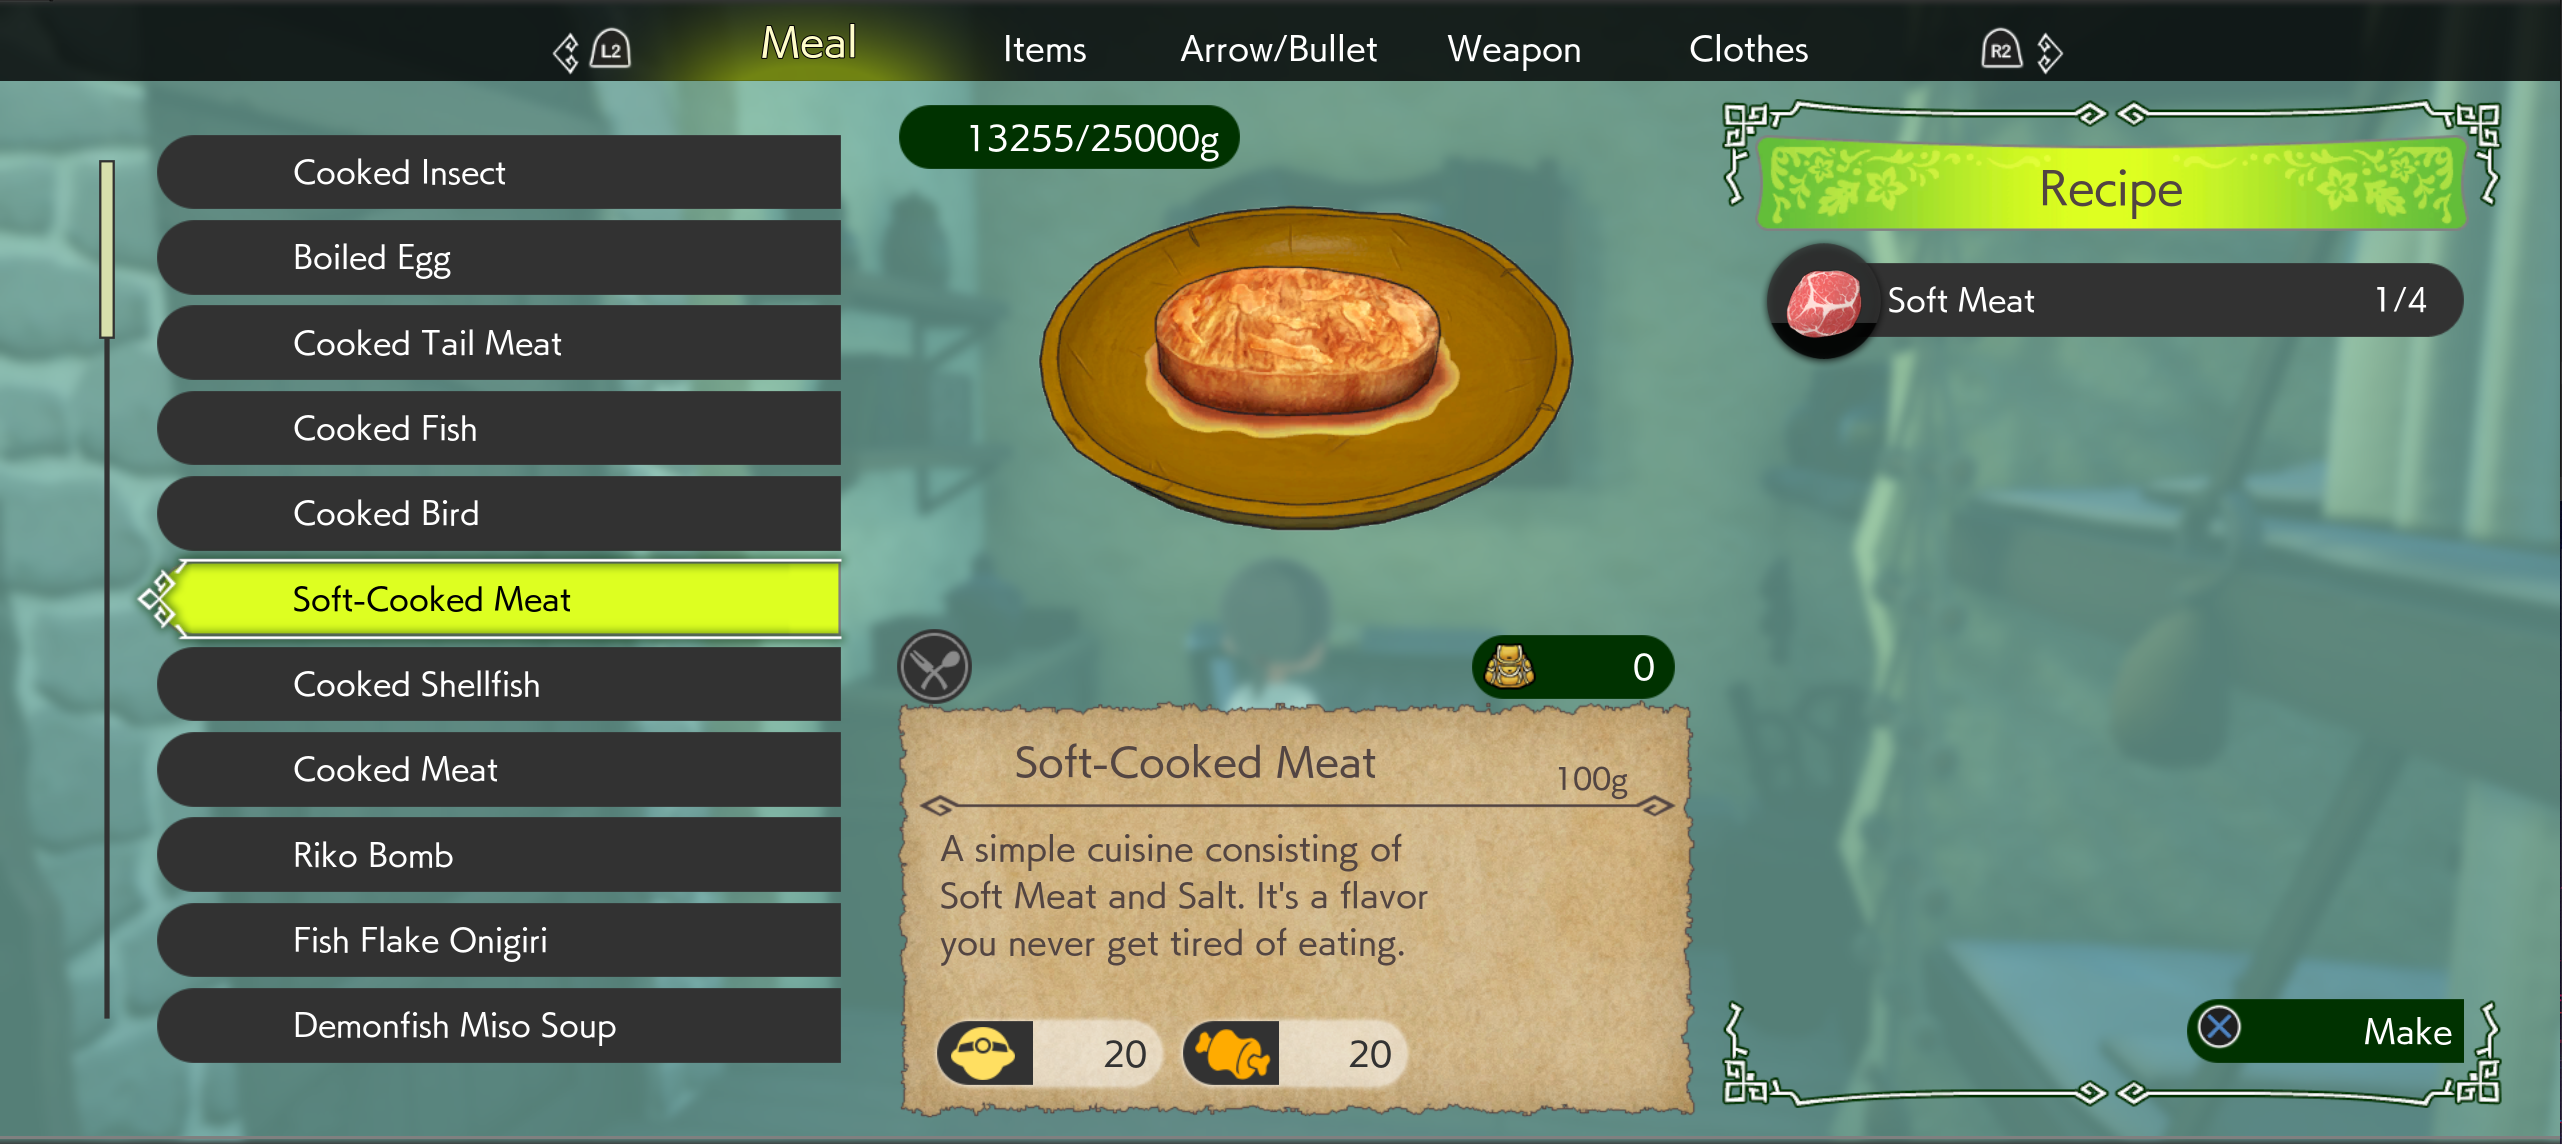 L2
Meal
Items
Arrow/Bullet
Weapon
Clothes
R2
Cooked Insect
Boiled Egg
Cooked Tail Meat
Cooked Fish
Cooked Bird
Soft-Cooked Meat
Cooked Shellfish
Cooked Meat
Riko Bomb
Fish Flake Onigiri
Demonfish Miso Soup
13255/25000g
0
Soft-Cooked Meat
100g
A simple cuisine consisting of
Soft Meat and Salt. It's a flavor
you never get tired of eating.
20
20
Recipe
Soft Meat
1/4
Make